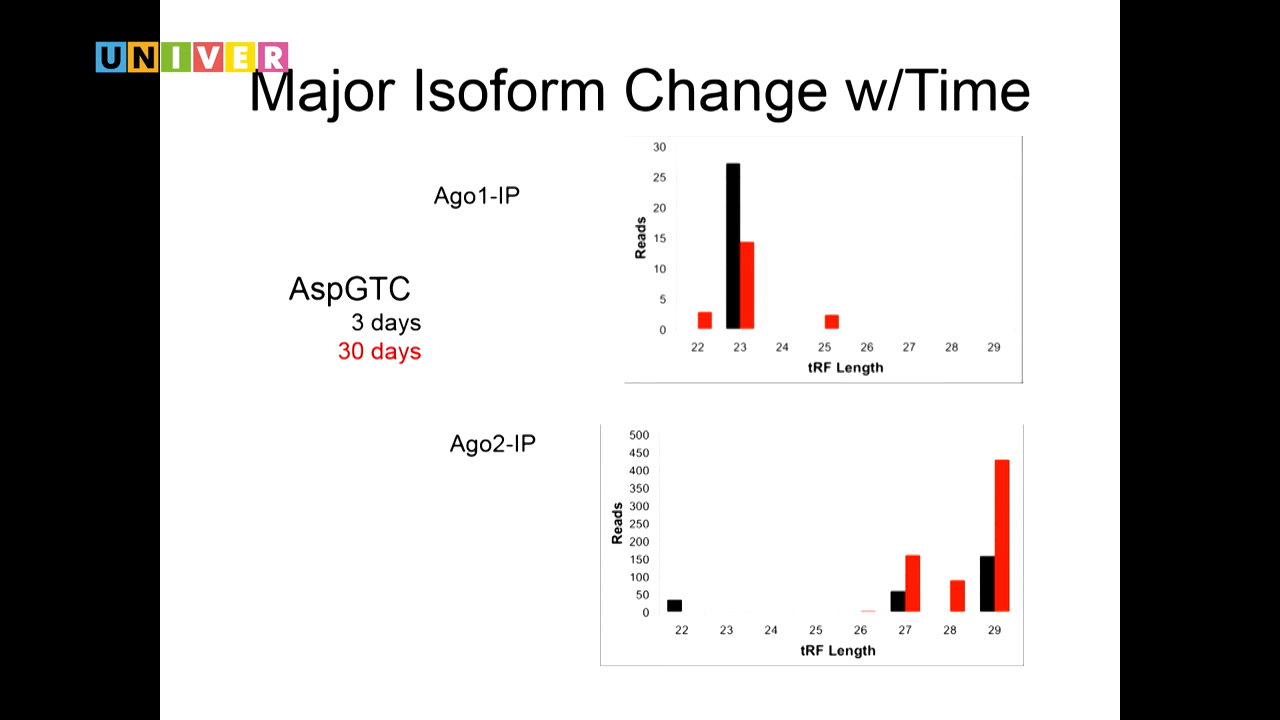 UNIVER
Major Isoform Change w/Time
Ago1-IP
AspGTC
3 days
30 days
30
25
20
15
10
5
0
Reads
22 23 24 25 26 27 28 29
tRF Length
Ago2-IP
500
450
400
350
300
250
200
150
100
50
0
Reads
22 23 24 25 26 27 28 29
tRF Length